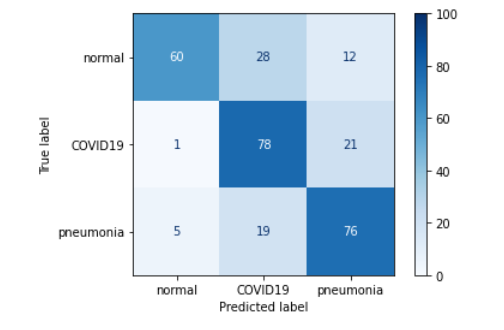 100
normal 60 28 12
80
60
COVID19 1 78 21
40
20
pneumonia 5 19 76
0
normal COVID19 pneumonia
Predicted label
True label